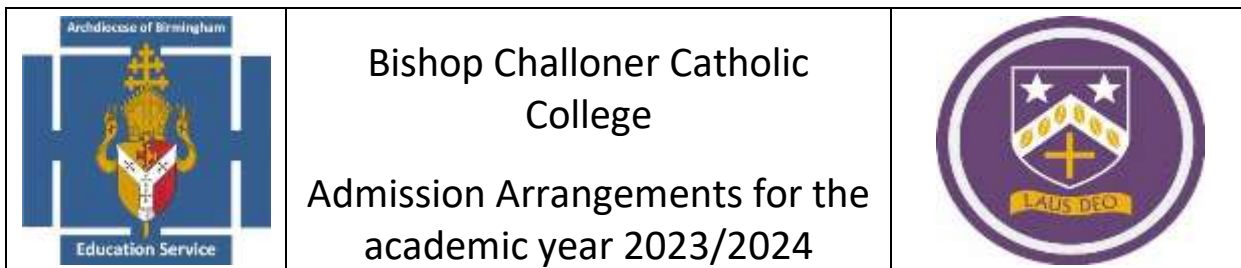 Archdiocese of Birmingham
Education Service
Bishop Challoner Catholic
College
Admission Arrangements for the
academic year 2023/2024
LAUS DEO